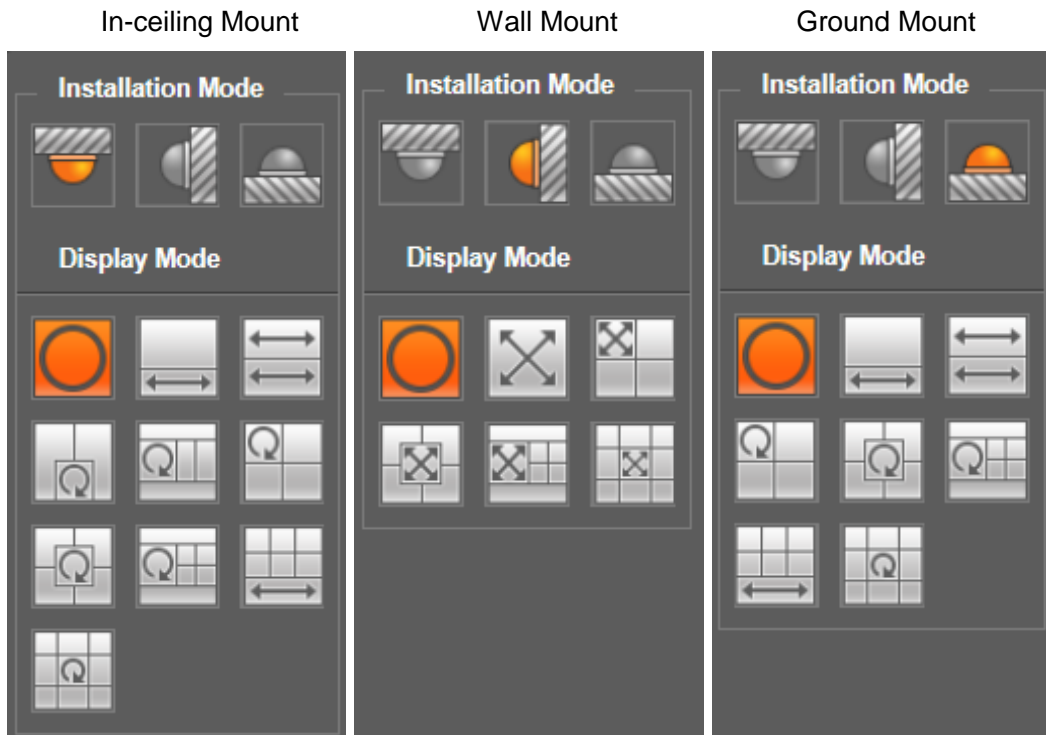 In-ceiling Mount
Wall Mount
Ground Mount
Installation Mode
Installation Mode
Installation Mode
Display Mode
Display Mode
Display Mode